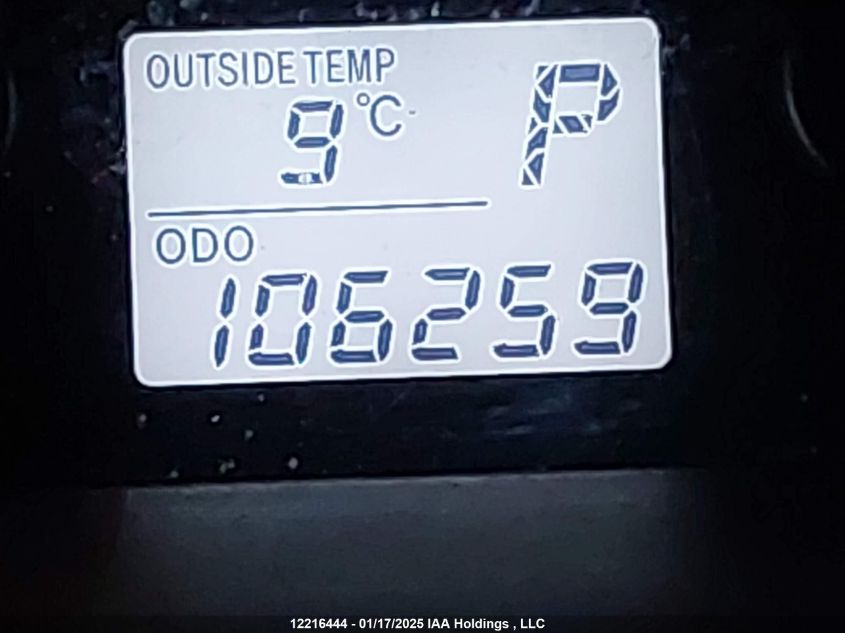 OUTSIDE TEMP
9°C P
ODO
106259
12216444 - 01/17/2025 IAA Holdings , LLC